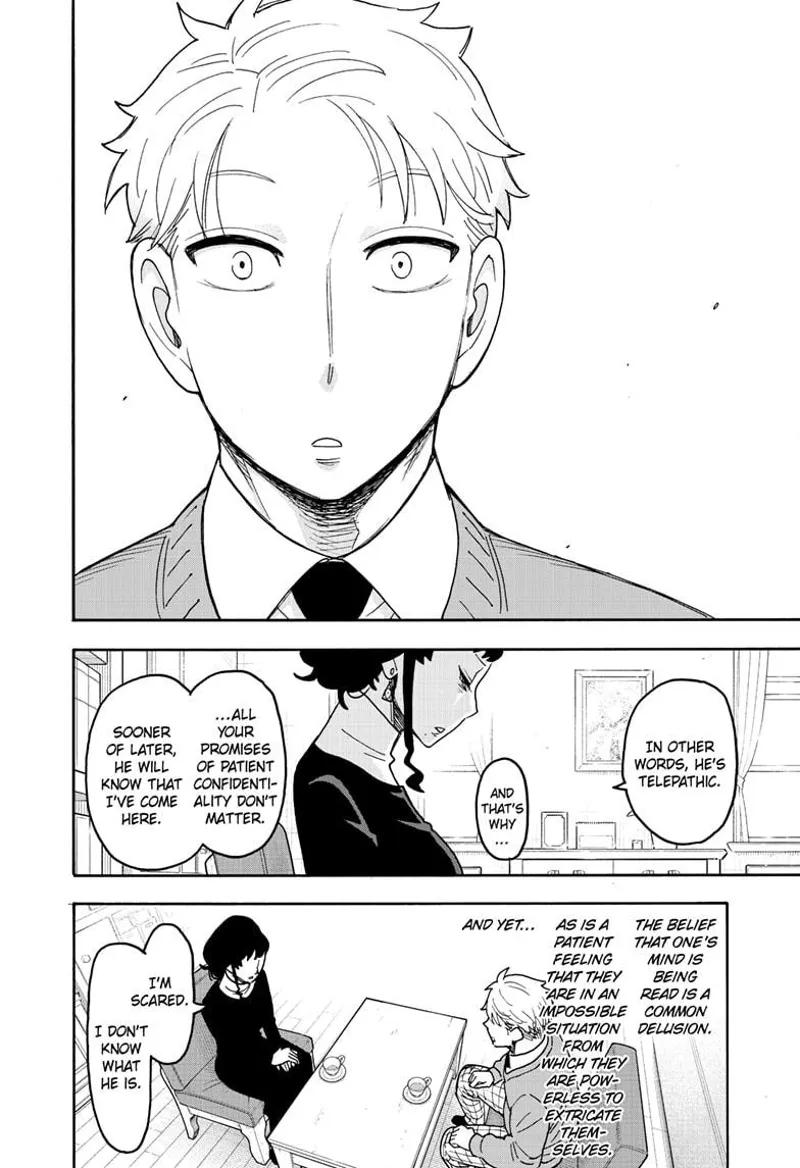 IN OTHER
WORDS, HE'S
TELEPATHIC.
AND
THAT'S
WHY...
...ALL
YOUR
PROMISES
OF PATIENT
CONFIDENTI-
ALITY DON'T
MATTER.
SOONER
OF LATER,
HE WILL
KNOW THAT
I'VE COME
HERE.
THE BELIEF
THAT ONE'S
MIND IS
BEING
READ IS A
COMMON
DELUSION.
AS IS A
PATIENT
FEELING
THAT THEY
ARE IN AN
IMPOSSIBLE
SITUATION
FROM
WHICH THEY
ARE POW-
ERLESS TO
EXTRICATE
THEM-
SELVES.
AND YET...
I'M
SCARED.
I DON'T
KNOW
WHAT
HE IS.